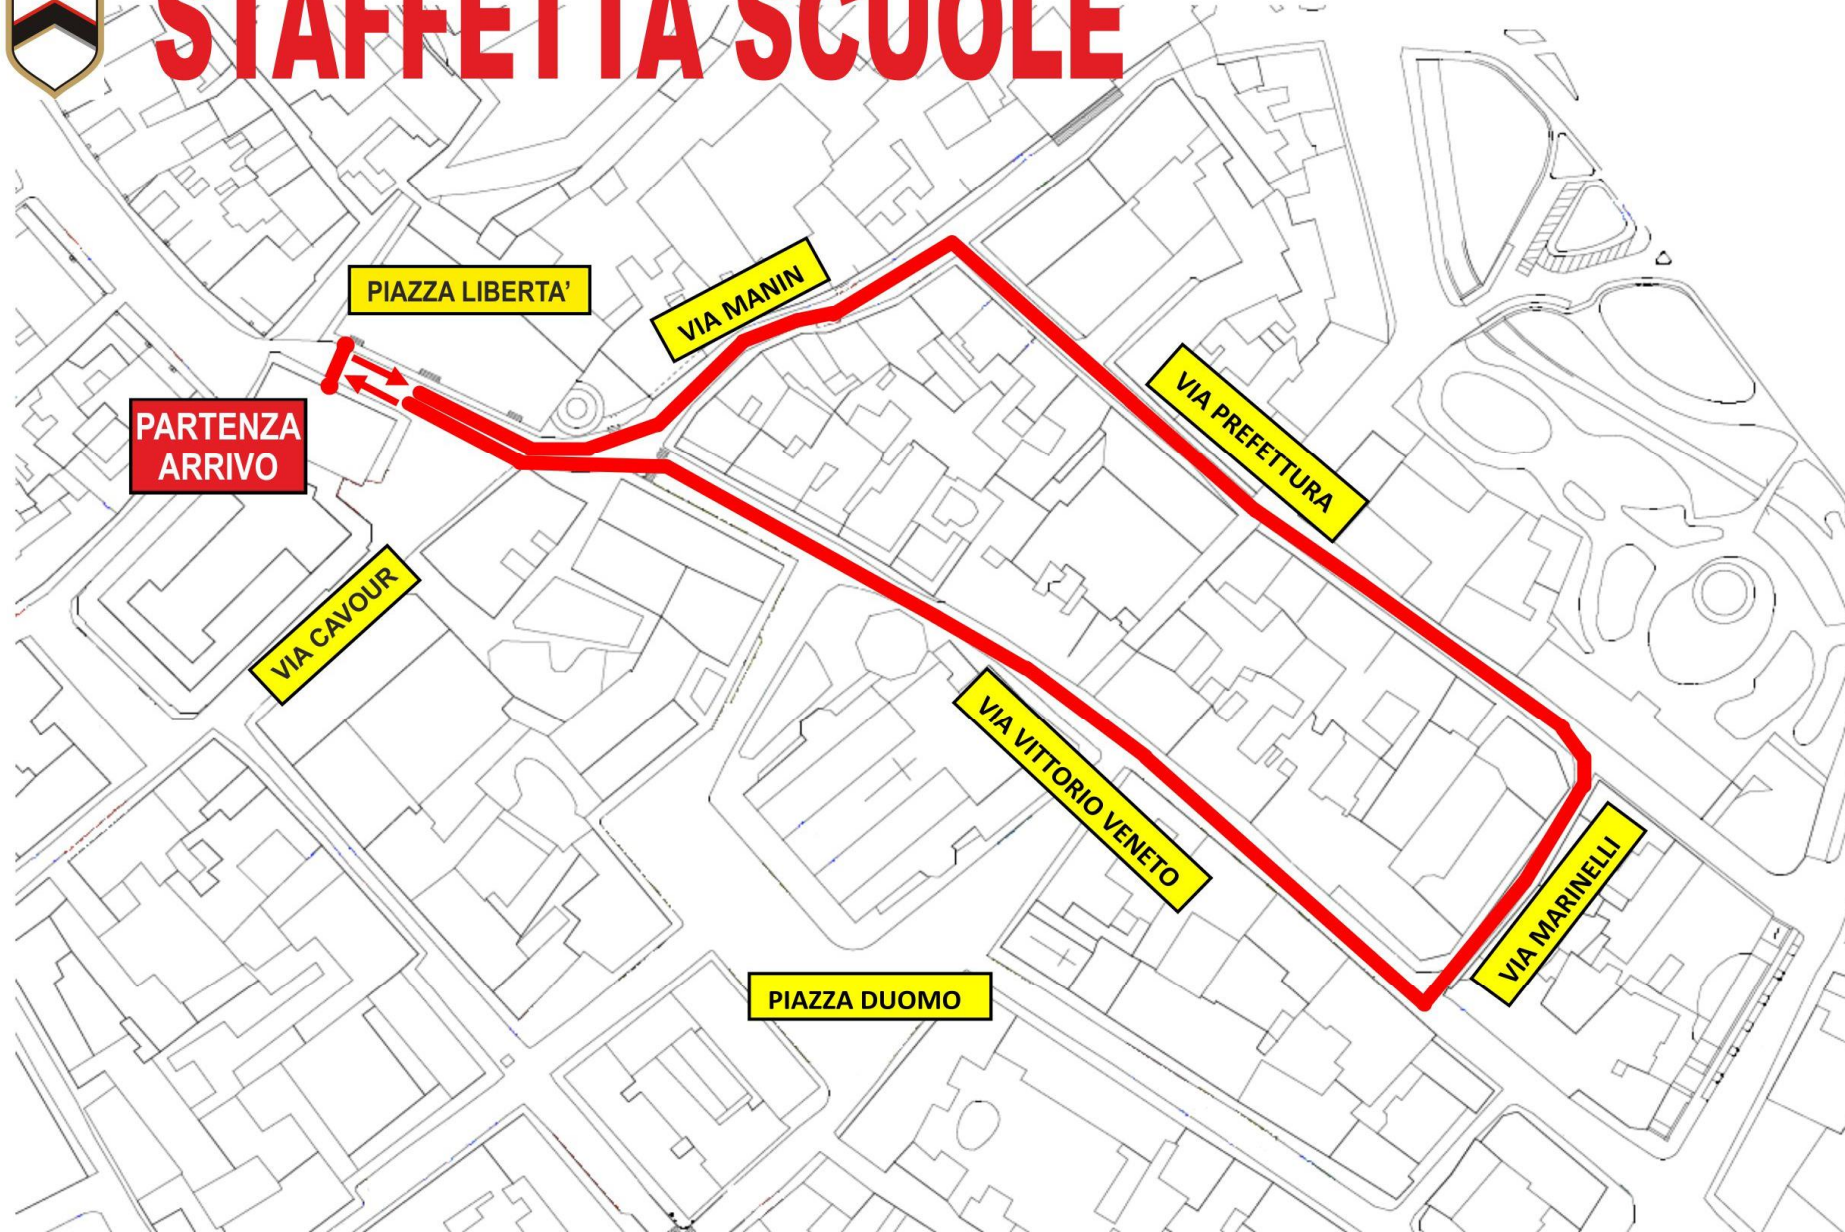 STAFFETTA SCUOLE
PIAZZA LIBERTA'
VIA MANIN
VIA PREFETTURA
PARTENZA
ARRIVO
VIA CAVOUR
VIA VITTORIO VENETO
VIA MARINELLI
PIAZZA DUOMO